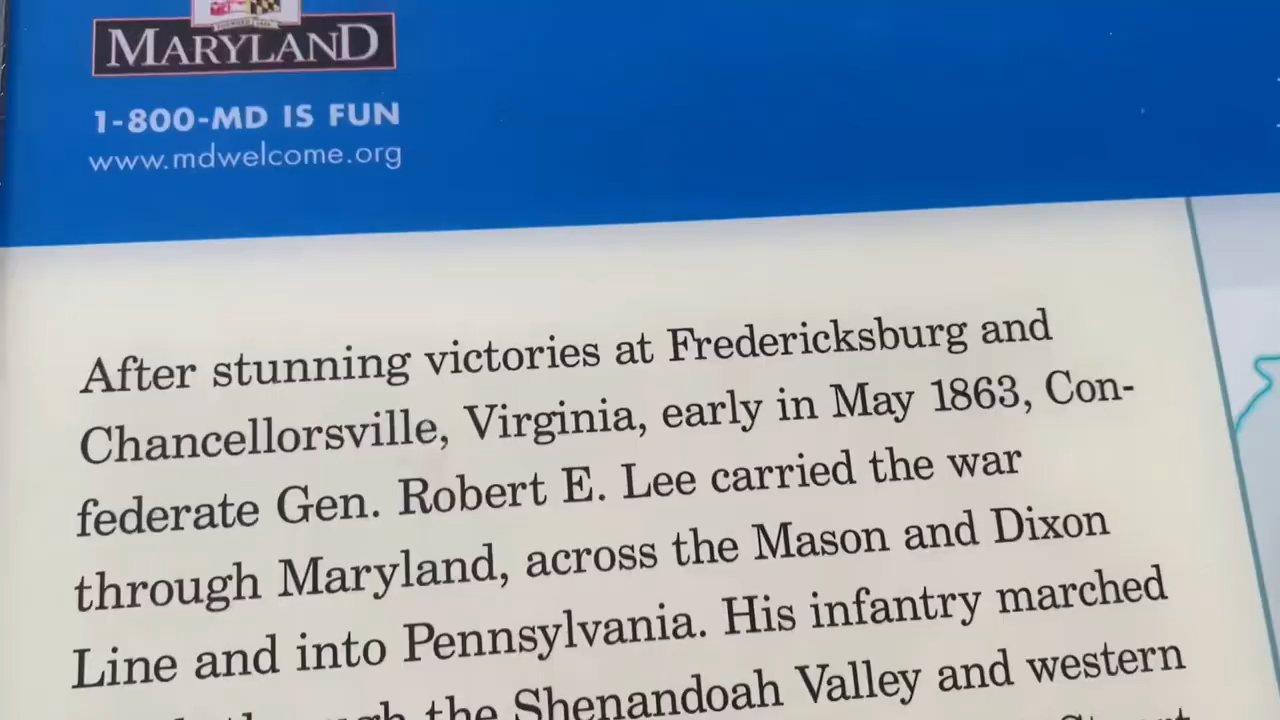 MARYLAND
1-800-MD IS FUN
www.mdwelcome.org
After stunning victories at Fredericksburg and
Chancellorsville, Virginia, early in May 1863, Con-
federate Gen. Robert E. Lee carried the war
through Maryland, across the Mason and Dixon
Line and into Pennsylvania. His infantry marched
the Shenandoah Valley and western